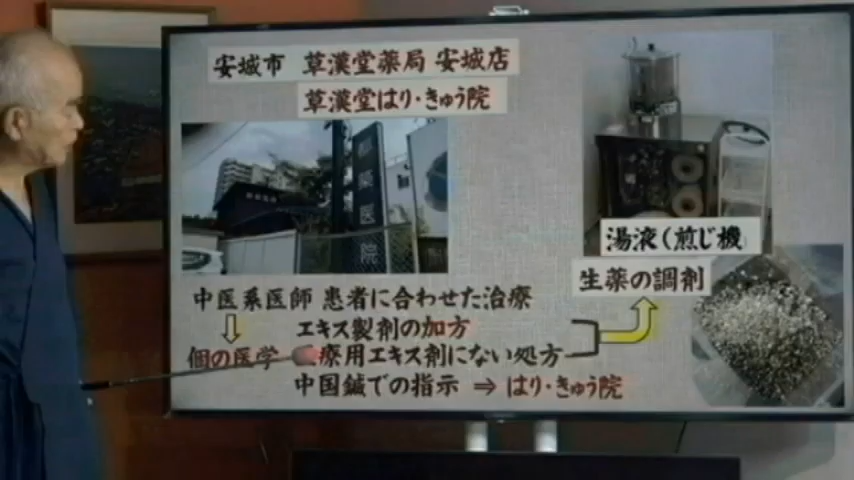 安城市 草漢堂薬局 安城店
草漢堂はり・きゅう院
医院
湯液(煎じ機)
生薬の調剤
中医系医師 患者に合わせた治療
⇩ エキス製剤の加方
個の医学 療用エキス剤にない処方
中国鍼での指示 ⇒ はり・きゅう院